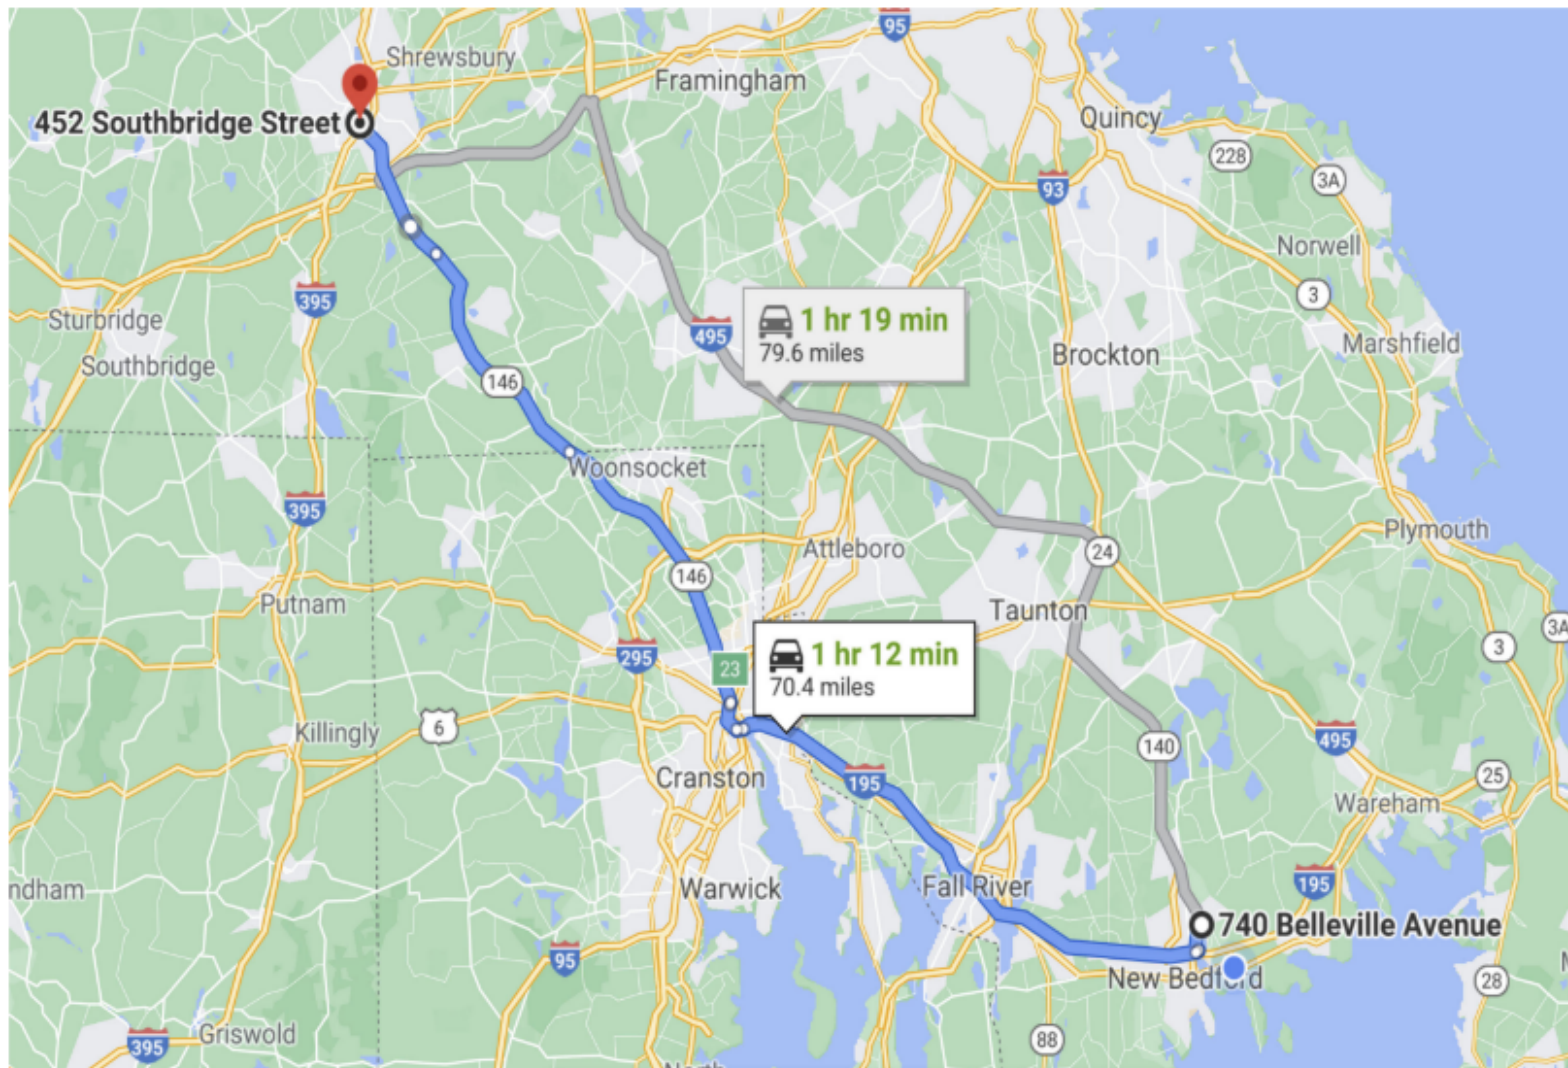 95
Shrewsbury
Framingham
452 Southbridge Street
Quincy
228
3A
93
Norwell
395
3
Sturbridge
1 hr 19 min
495
79.6 miles
Brockton
Marshfield
Southbridge
146
Woonsocket
395
Plymouth
Attleboro
24
146
Putnam
Taunton
3A
3
295
1 hr 12 min
23
70.4 miles
6
Killingly
495
140
Cranston
195
25
Wareham
Warwick
Fall River
195
ndham
740 Belleville Avenue
95
New Bedford
28
Griswold
395
88
North